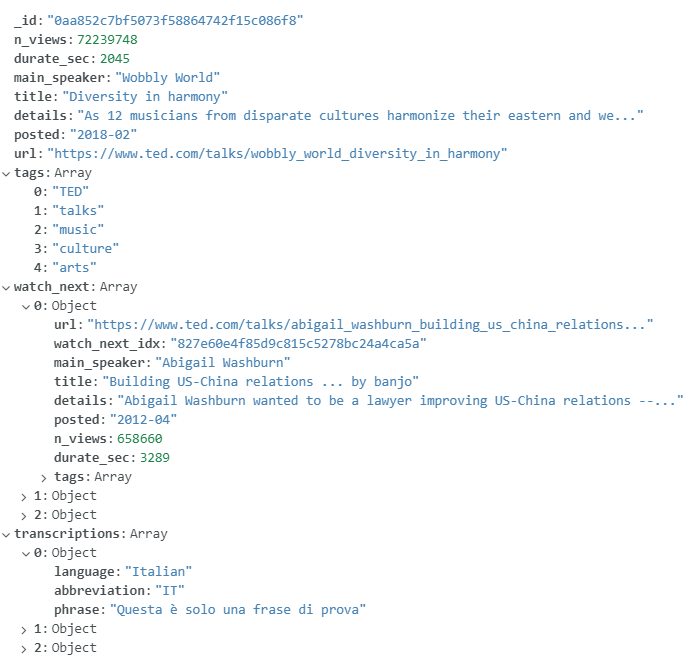 _id: "0aa852c7bf5073f58864742f15c086f8"
n_views: 72239748
durate_sec: 2045
main_speaker: "Wobbly World"
title: "Diversity in harmony"
details: "As 12 musicians from disparate cultures harmonize their eastern and we..."
posted: "2018-02"
url: "https://www.ted.com/talks/wobbly_world_diversity_in_harmony"
tags: Array
0: "TED"
1: "talks"
2: "music"
3: "culture"
4: "arts"
watch_next: Array
0: Object
url: "https://www.ted.com/talks/abigail_washburn_building_us_china_relations..."
watch_next_idx: "827e60e4f85d9c815c5278bc24a4ca5a"
main_speaker: "Abigail Washburn"
title: "Building US-China relations ... by banjo"
details: "Abigail Washburn wanted to be a lawyer improving US-China relations --..."
posted: "2012-04"
n_views: 658660
durate_sec: 3289
tags: Array
1: Object
2: Object
transcriptions: Array
0: Object
language: "Italian"
abbreviation: "IT"
phrase: "Questa è solo una frase di prova"
1: Object
2: Object